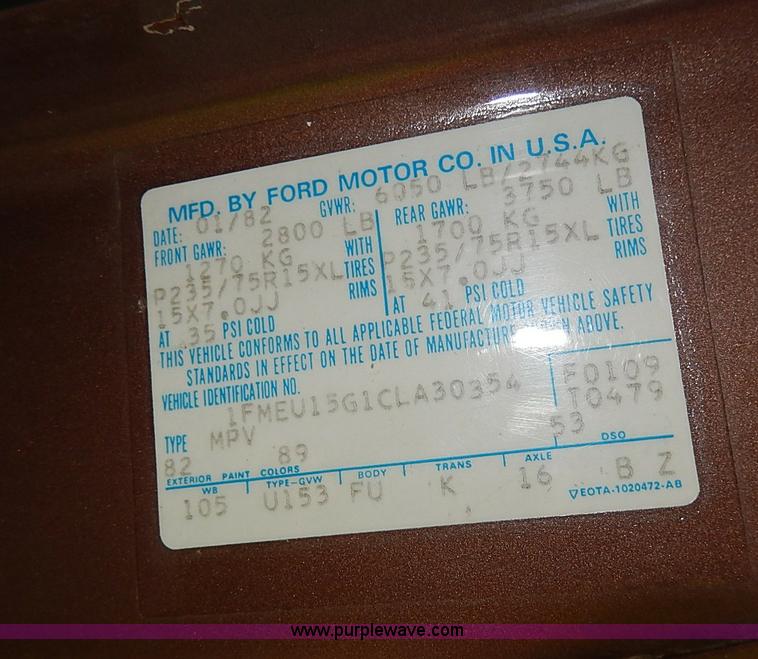 MFD. BY FORD MOTOR CO. IN U.S.A.
DATE: 01/82 GVWR: 6050 LB/2744KG
FRONT GAWR: 2800 LB REAR GAWR: 3750 LB
1270 KG WITH 1700 KG WITH
P235/75R15XL TIRES P235/75R15XL TIRES
15X7.0JJ RIMS 15X7.0JJ RIMS
AT 35 PSI COLD AT 41 PSI COLD
THIS VEHICLE CONFORMS TO ALL APPLICABLE FEDERAL MOTOR VEHICLE SAFETY
STANDARDS IN EFFECT ON THE DATE OF MANUFACTURE ABOVE.
VEHICLE IDENTIFICATION NO. F0109
1FMEU15G1CLA30354 T0479
TYPE MPV 53
82 89 DSO
EXTERIOR PAINT COLORS
WB TYPE-GVW BODY TRANS AXLE
105 U153 FU K 16 B Z
EOTA-1020472-AB
www.purplewave.com